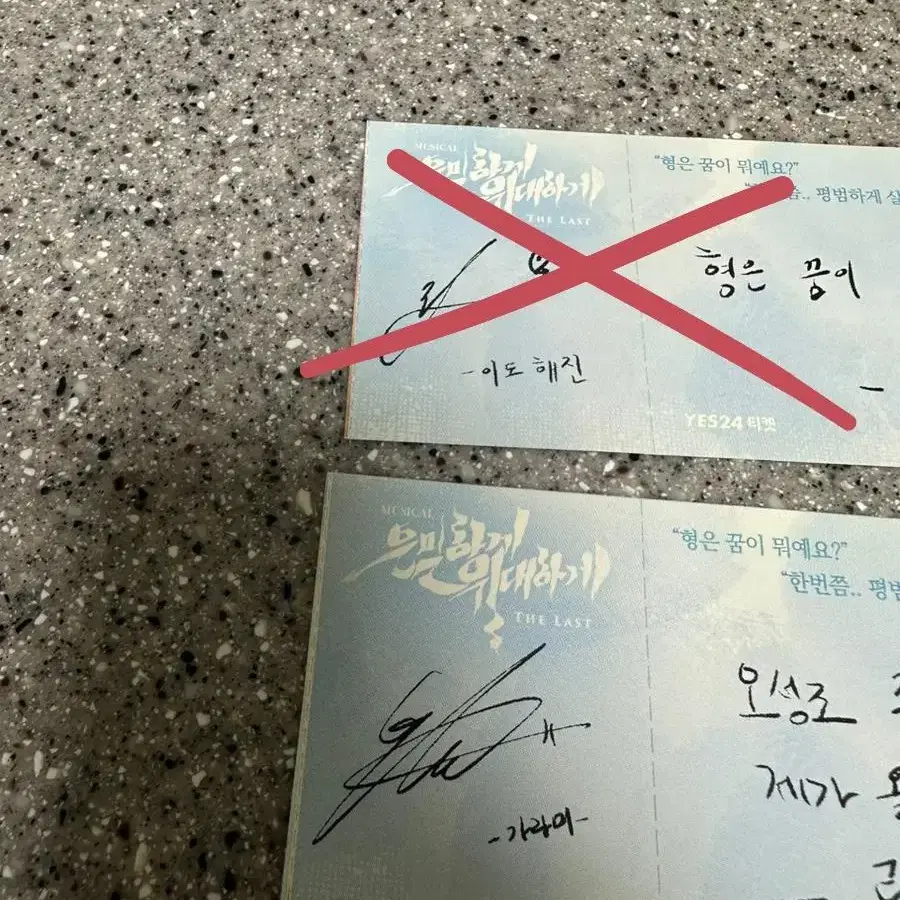 MUSICAL
은밀하게
위대하게
THE LAST
"형은 꿈이 뭐예요?"
평범하게 살
형은 꿈이
-이도 해진
-
YES24 티켓
MUSICAL
은밀하게
위대하게
THE LAST
"형은 꿈이 뭐예요?"
"한번쯤.. 평범
오성조
제가
-가라미-